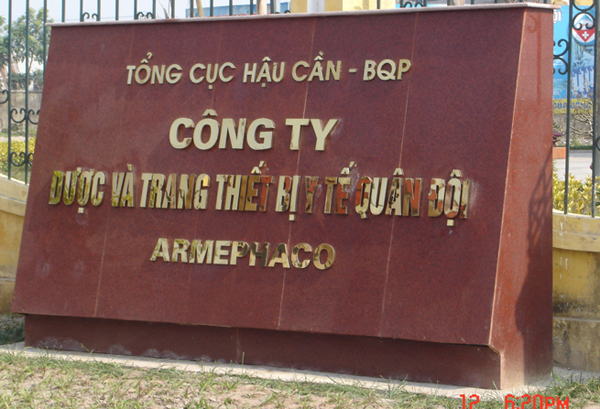 TỔNG CỤC HẬU CẦN - BQP
CÔNG TY
DƯỢC VÀ TRANG THIẾT BỊ Y TẾ QUÂN ĐỘI
ARMEPHACO
12 6:20PM